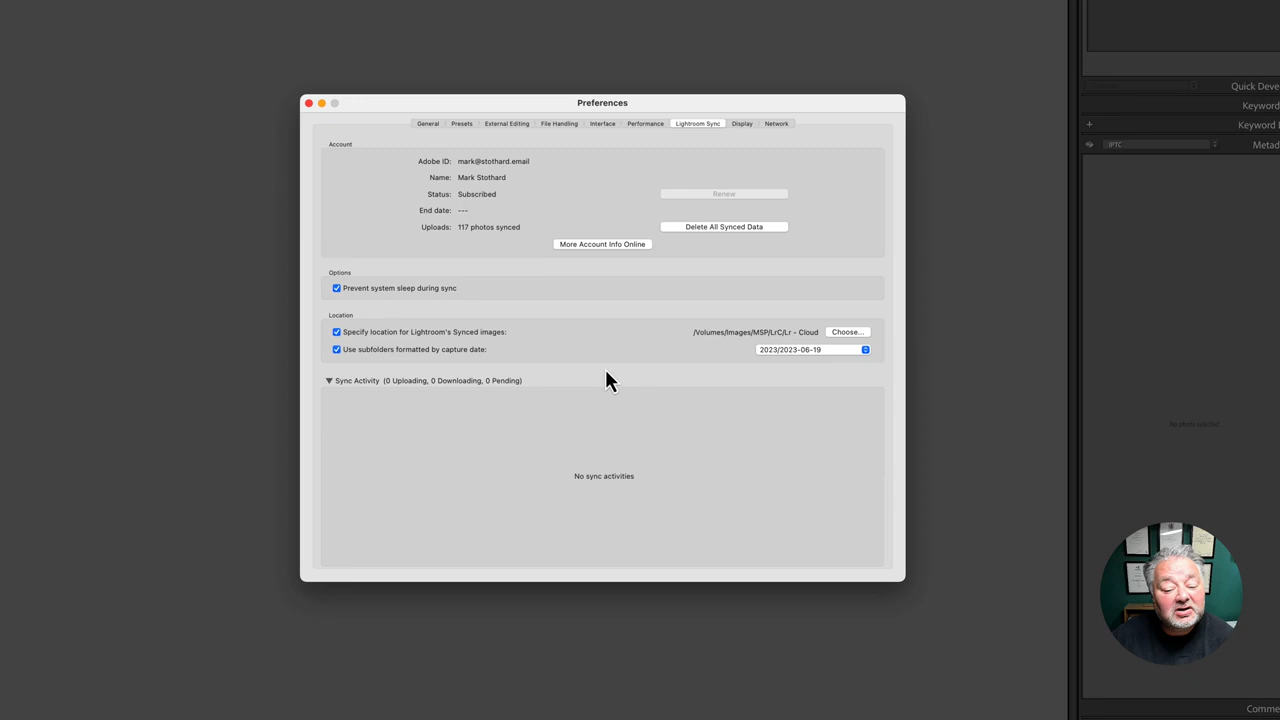 Preferences
General Presets External Editing File Handling Interface Performance Lightroom Sync Display Network
Account
Adobe ID: mark@stothard.email
Name: Mark Stothard
Status: Subscribed Renew
End date: ---
Uploads: 117 photos synced Delete All Synced Data
More Account Info Online
Options
Prevent system sleep during sync
Location
Specify location for Lightroom's Synced images: /Volumes/Images/MSP/LrC/Lr - Cloud Choose...
Use subfolders formatted by capture date: 2023/2023-06-19
Sync Activity (0 Uploading, 0 Downloading, 0 Pending)
No sync activities
Quick Deve
Keyword
+ Keyword
IPTC Metad
No photo selected
Comme